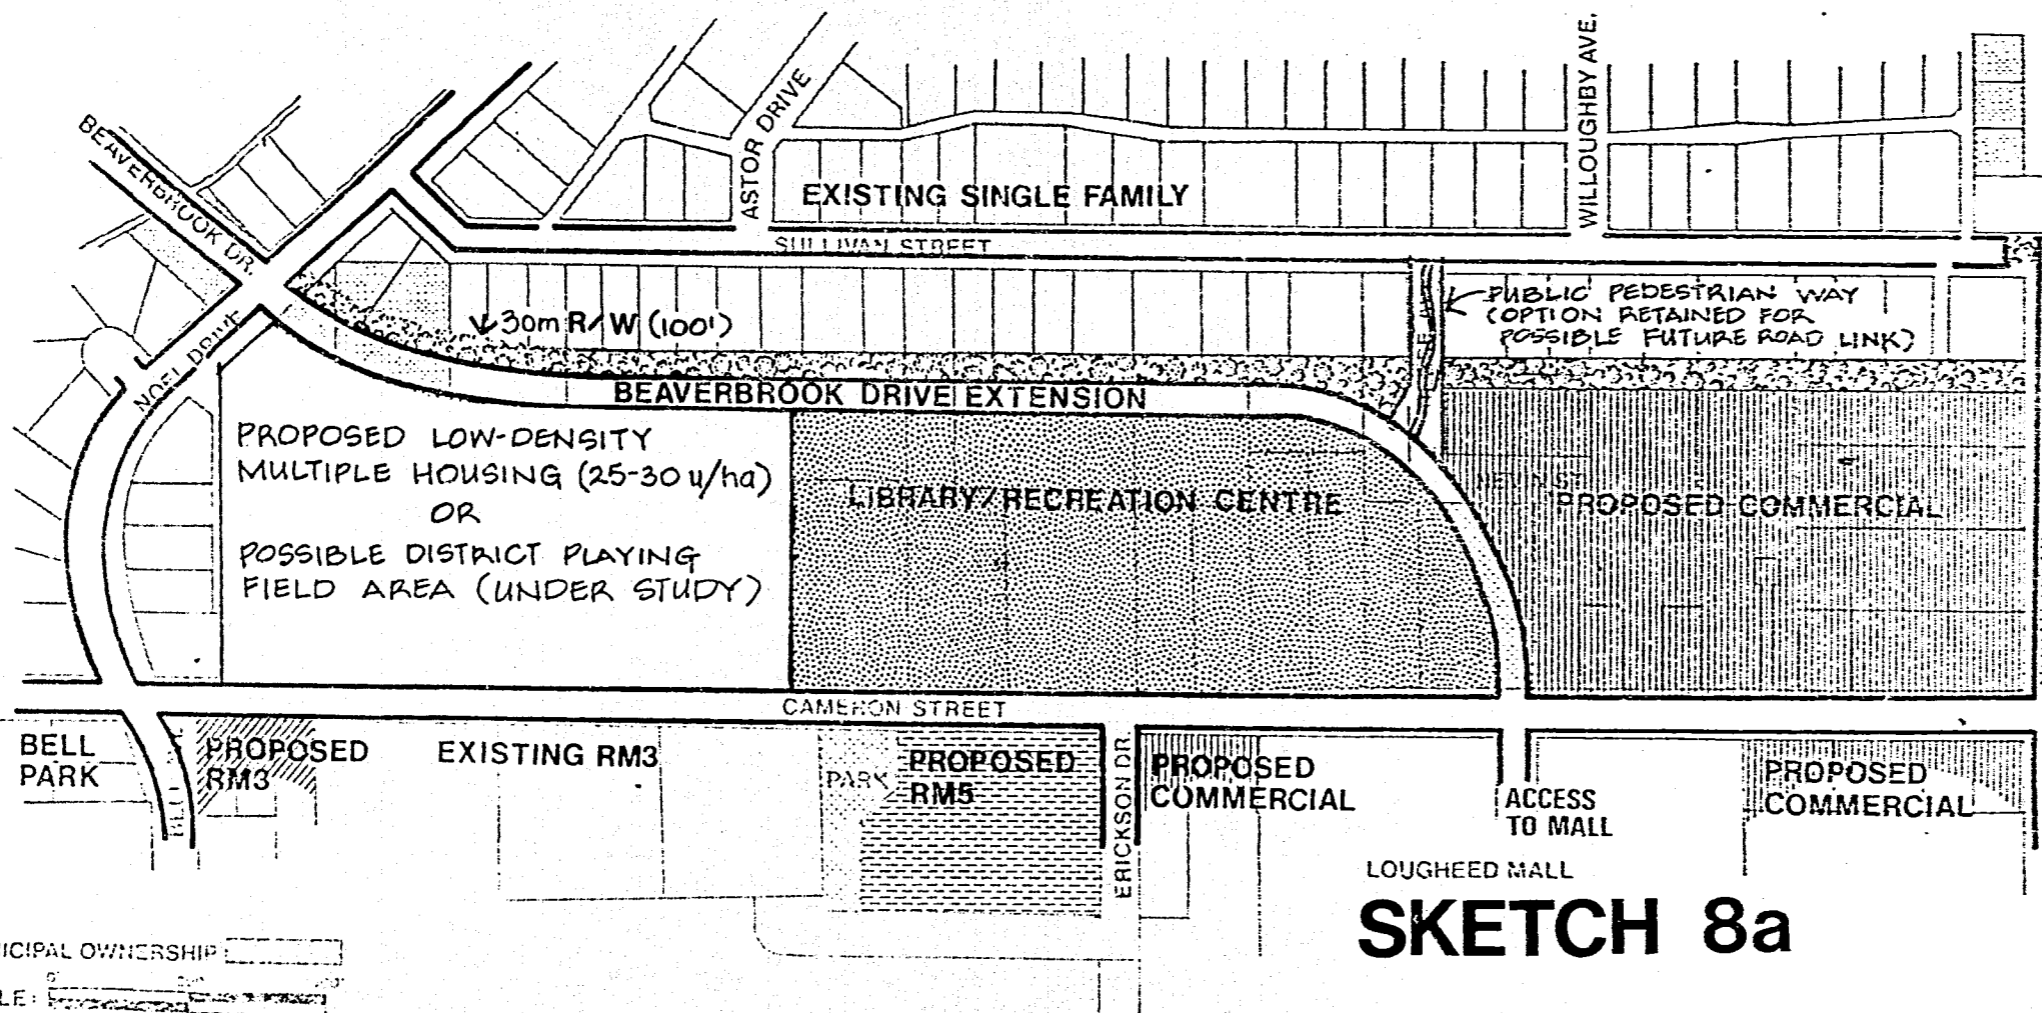 BEAVERBROOK DR.
ASTOR DRIVE
WILLOUGHBY AVE.
EXISTING SINGLE FAMILY
SULLIVAN STREET
30m R/W (100')
PUBLIC PEDESTRIAN WAY
(OPTION RETAINED FOR
POSSIBLE FUTURE ROAD LINK)
NOEL DRIVE
BEAVERBROOK DRIVE EXTENSION
PROPOSED LOW-DENSITY
MULTIPLE HOUSING (25-30 u/ha)
OR
POSSIBLE DISTRICT PLAYING
FIELD AREA (UNDER STUDY)
LIBRARY/RECREATION CENTRE
PROPOSED COMMERCIAL
CAMERON STREET
BELL
PARK
BELL
PROPOSED
RM3
EXISTING RM3
PARK
PROPOSED
RM5
ERICKSON DR.
PROPOSED
COMMERCIAL
ACCESS
TO MALL
PROPOSED
COMMERCIAL
LOUGHEED MALL
SKETCH 8a
ICIPAL OWNERSHIP
LE: